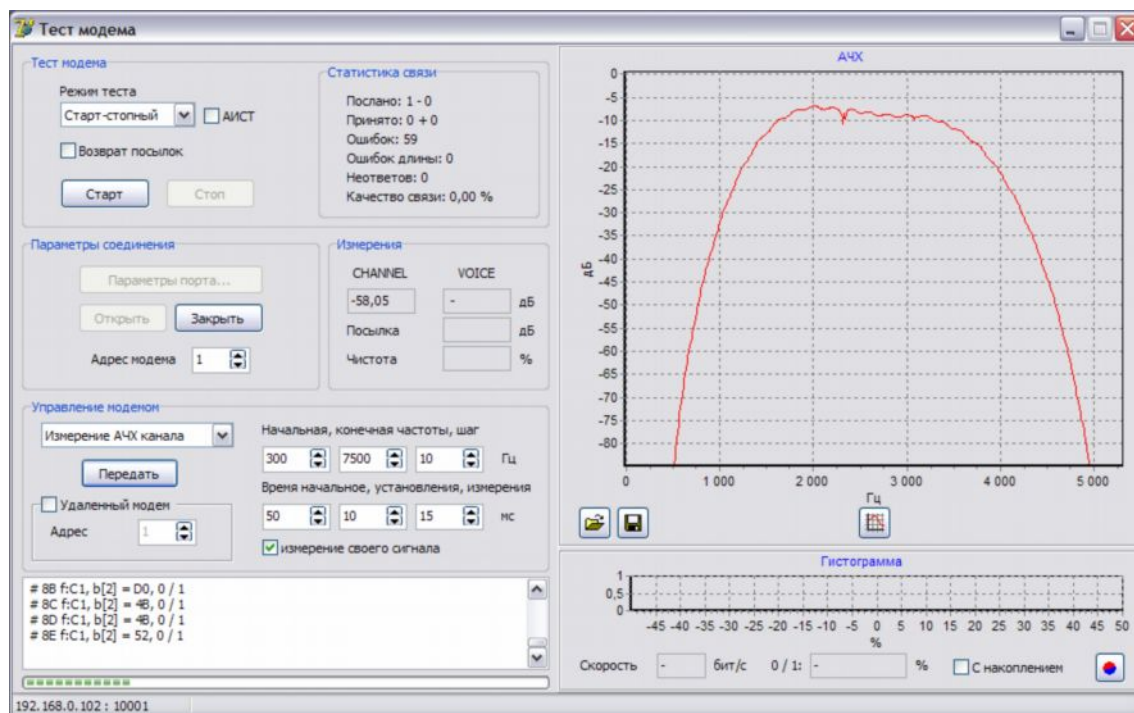 Тест модема
Тест модема
Режим теста
Старт-стопный
АИСТ
Возврат посылок
Старт
Стоп
Статистика связи
Послано: 1 - 0
Принято: 0 + 0
Ошибок: 59
Ошибок длины: 0
Неответов: 0
Качество связи: 0,00 %
Параметры соединения
Параметры порта...
Открыть
Закрыть
Адрес модема
1
Измерения
CHANNEL
VOICE
-58,05
-
дБ
Посылка
дБ
Чистота
%
Управление модемом
Измерение АЧХ канала
Передать
Удаленный модем
Адрес
1
Начальная, конечная частоты, шаг
300
7500
10
Гц
Время начальное, установления, измерения
50
10
15
мс
измерение своего сигнала
# 8B f:C1, b[2] = D0, 0 / 1
# 8C f:C1, b[2] = 4B, 0 / 1
# 8D f:C1, b[2] = 4B, 0 / 1
# 8E f:C1, b[2] = 52, 0 / 1
192.168.0.102 : 10001
АЧХ
0
-5
-10
-15
-20
-25
-30
-35
-40
-45
-50
-55
-60
-65
-70
-75
-80
дБ
0
1 000
2 000
3 000
4 000
5 000
Гц
Гистограмма
1
0,5
0
-45 -40 -35 -30 -25 -20 -15 -10 -5 0 5 10 15 20 25 30 35 40 45 50
%
Скорость
-
бит/с
0 / 1:
-
%
С накоплением